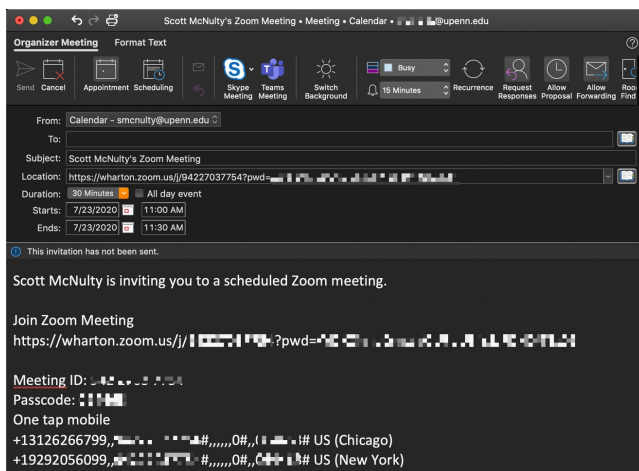 Scott McNulty's Zoom Meeting • Meeting • Calendar • @upenn.edu
Organizer Meeting Format Text
Send Cancel Appointment Scheduling Skype Meeting Teams Meeting Switch Background Busy 15 Minutes Recurrence Request Responses Allow Proposal Allow Forwarding Room Find
From: Calendar - smcnulty@upenn.edu
To:
Subject: Scott McNulty's Zoom Meeting
Location: https://wharton.zoom.us/j/94227037754?pwd=
Duration: 30 Minutes All day event
Starts: 7/23/2020 11:00 AM
Ends: 7/23/2020 11:30 AM
This invitation has not been sent.
Scott McNulty is inviting you to a scheduled Zoom meeting.
Join Zoom Meeting
https://wharton.zoom.us/j/ ?pwd=
Meeting ID:
Passcode:
One tap mobile
+13126266799,, #,,,,,,0#,, # US (Chicago)
+19292056099,, #,,,,,,0#,, # US (New York)